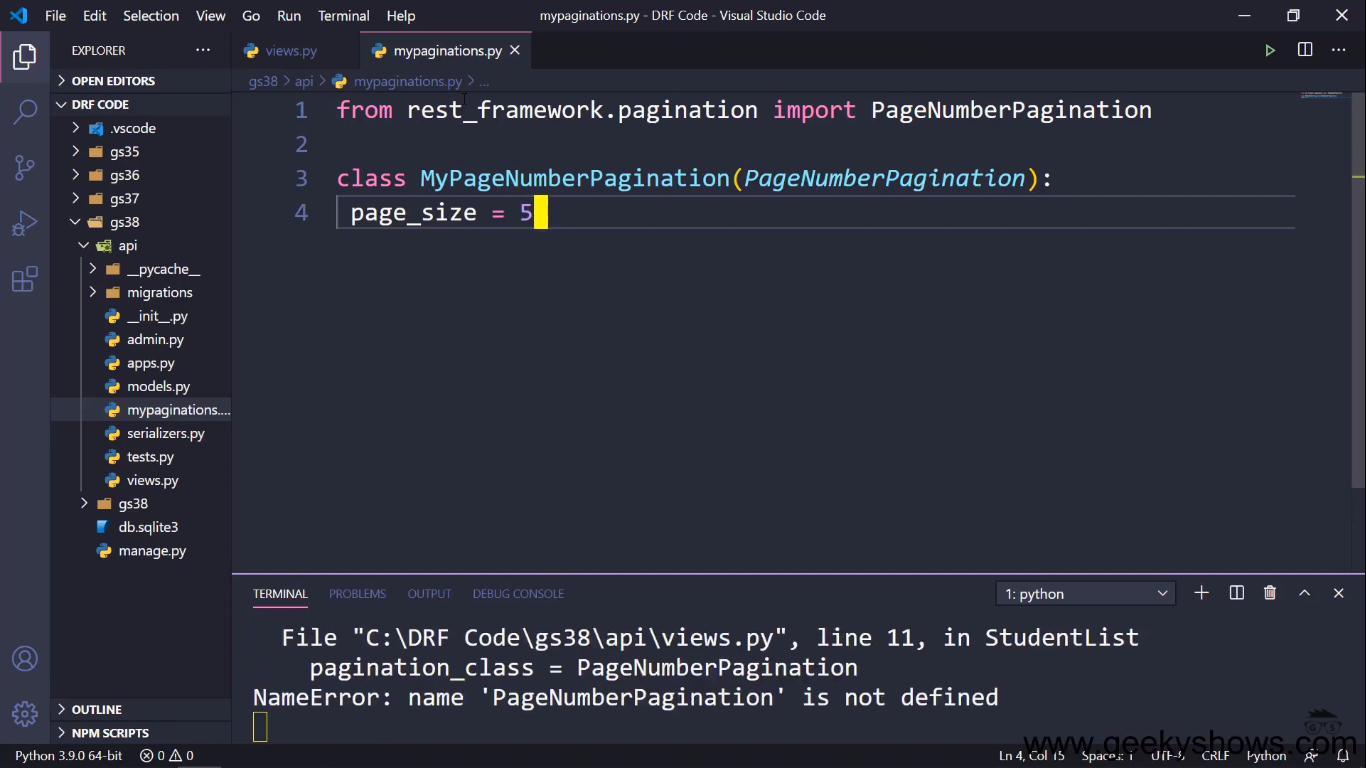 File Edit Selection View Go Run Terminal Help
mypaginations.py - DRF Code - Visual Studio Code
EXPLORER
OPEN EDITORS
DRF CODE
.vscode
gs35
gs36
gs37
gs38
api
__pycache__
migrations
__init__.py
admin.py
apps.py
models.py
mypaginations....
serializers.py
tests.py
views.py
gs38
db.sqlite3
manage.py
OUTLINE
NPM SCRIPTS
views.py mypaginations.py
gs38 > api > mypaginations.py > ...
1 from rest_framework.pagination import PageNumberPagination
2
3 class MyPageNumberPagination(PageNumberPagination):
4 page_size = 5
TERMINAL PROBLEMS OUTPUT DEBUG CONSOLE 1: python
File "C:\DRF Code\gs38\api\views.py", line 11, in StudentList
pagination_class = PageNumberPagination
NameError: name 'PageNumberPagination' is not defined
www.geekyshows.com
Python 3.9.0 64-bit 0 0 Ln 4, Col 15 Spaces: 1 UTF-8 CRLF Python